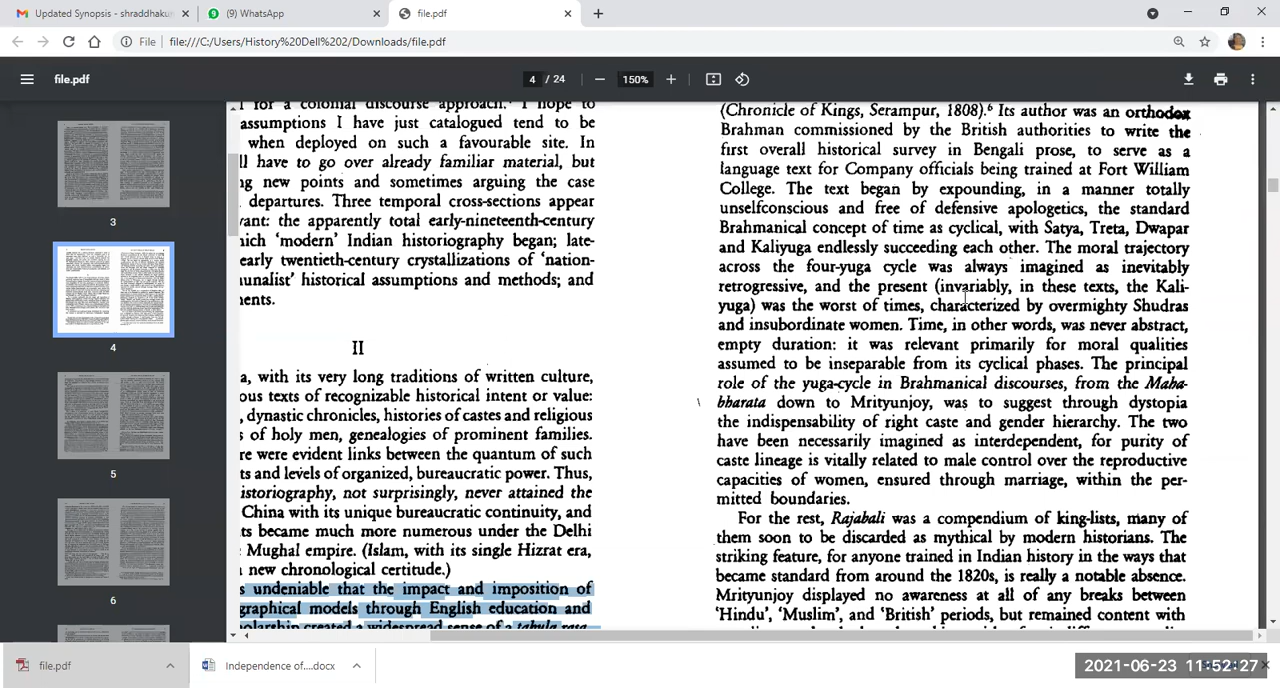 Updated Synopsis - shraddhaku
(9) WhatsApp
file.pdf
File
file:///C:/Users/History%20Dell%202/Downloads/file.pdf
file.pdf
4 / 24
150%
3
4
5
6
l for a colonial discourse approach. I hope to
assumptions I have just catalogued tend to be
when deployed on such a favourable site. In
ll have to go over already familiar material, but
ng new points and sometimes arguing the case
departures. Three temporal cross-sections appear
vant: the apparently total early-nineteenth-century
hich 'modern' Indian historiography began; late-
early twentieth-century crystallizations of 'nation-
munalist' historical assumptions and methods; and
ments.
II
a, with its very long traditions of written culture,
ous texts of recognizable historical intent or value:
, dynastic chronicles, histories of castes and religious
s of holy men, genealogies of prominent families.
re were evident links between the quantum of such
ts and levels of organized, bureaucratic power. Thus,
istoriography, not surprisingly, never attained the
China with its unique bureaucratic continuity, and
ts became much more numerous under the Delhi
Mughal empire. (Islam, with its single Hizrat era,
new chronological certitude.)
s undeniable that the impact and imposition of
graphical models through English education and
olarship created a widespread sense of a tabula rasa,
(Chronicle of Kings, Serampur, 1808).⁶ Its author was an orthodox
Brahman commissioned by the British authorities to write the
first overall historical survey in Bengali prose, to serve as a
language text for Company officials being trained at Fort William
College. The text began by expounding, in a manner totally
unselfconscious and free of defensive apologetics, the standard
Brahmanical concept of time as cyclical, with Satya, Treta, Dwapar
and Kaliyuga endlessly succeeding each other. The moral trajectory
across the four-yuga cycle was always imagined as inevitably
retrogressive, and the present (invariably, in these texts, the Kali-
yuga) was the worst of times, characterized by overmighty Shudras
and insubordinate women. Time, in other words, was never abstract,
empty duration: it was relevant primarily for moral qualities
assumed to be inseparable from its cyclical phases. The principal
role of the yuga-cycle in Brahmanical discourses, from the Maha-
bharata down to Mrityunjoy, was to suggest through dystopia
the indispensability of right caste and gender hierarchy. The two
have been necessarily imagined as interdependent, for purity of
caste lineage is vitally related to male control over the reproductive
capacities of women, ensured through marriage, within the per-
mitted boundaries.
For the rest, Rajabali was a compendium of king-lists, many of
them soon to be discarded as mythical by modern historians. The
striking feature, for anyone trained in Indian history in the ways that
became standard from around the 1820s, is really a notable absence.
Mrityunjoy displayed no awareness at all of any breaks between
'Hindu', 'Muslim', and 'British' periods, but remained content with
file.pdf
Independence of....docx
2021-06-23 11:52:27